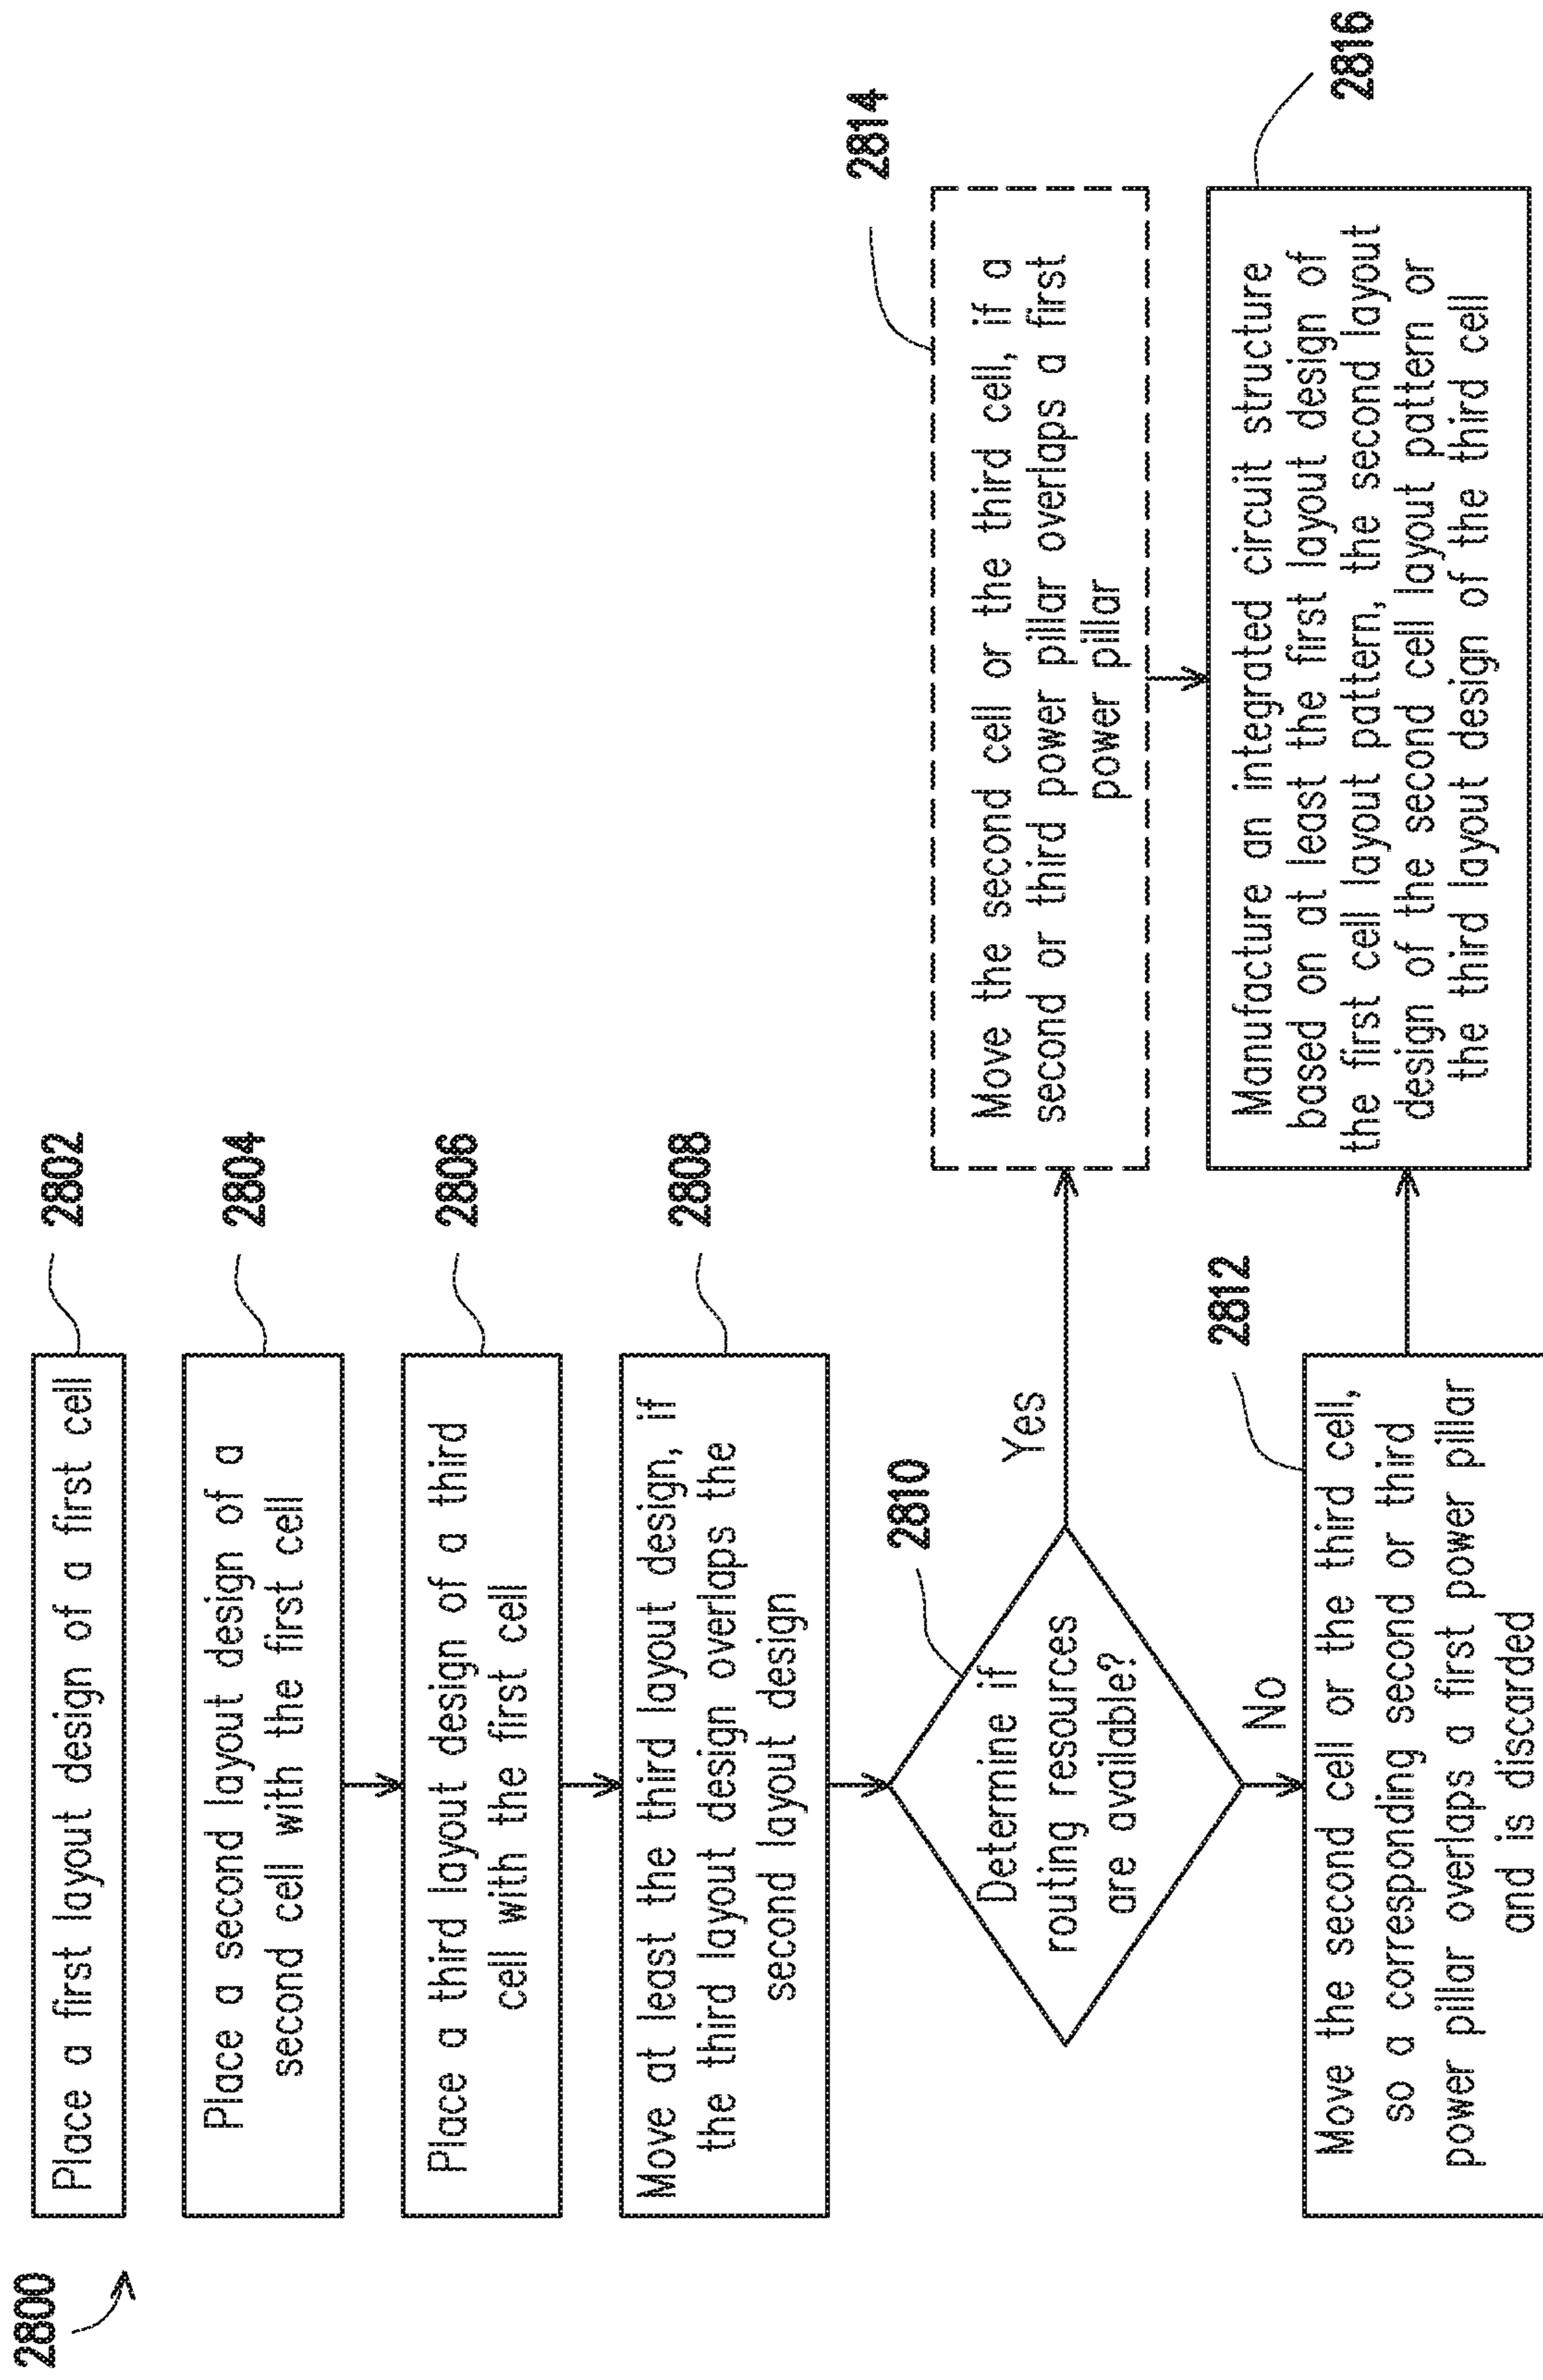 2800
Place a first layout design of a first cell
2802
Place a second layout design of a
second cell with the first cell
2804
Place a third layout design of a third
cell with the first cell
2806
Move at least the third layout design, if
the third layout design overlaps the
second layout design
2808
Determine if
routing resources
are available?
2810
Yes
No
Move the second cell or the third cell,
so a corresponding second or third
power pillar overlaps a first power pillar
and is discarded
2812
Move the second cell or the third cell, if a
second or third power pillar overlaps a first
power pillar
2814
Manufacture an integrated circuit structure
based on at least the first layout design of
the first cell layout pattern, the second layout
design of the second cell layout pattern or
the third layout design of the third cell
2816